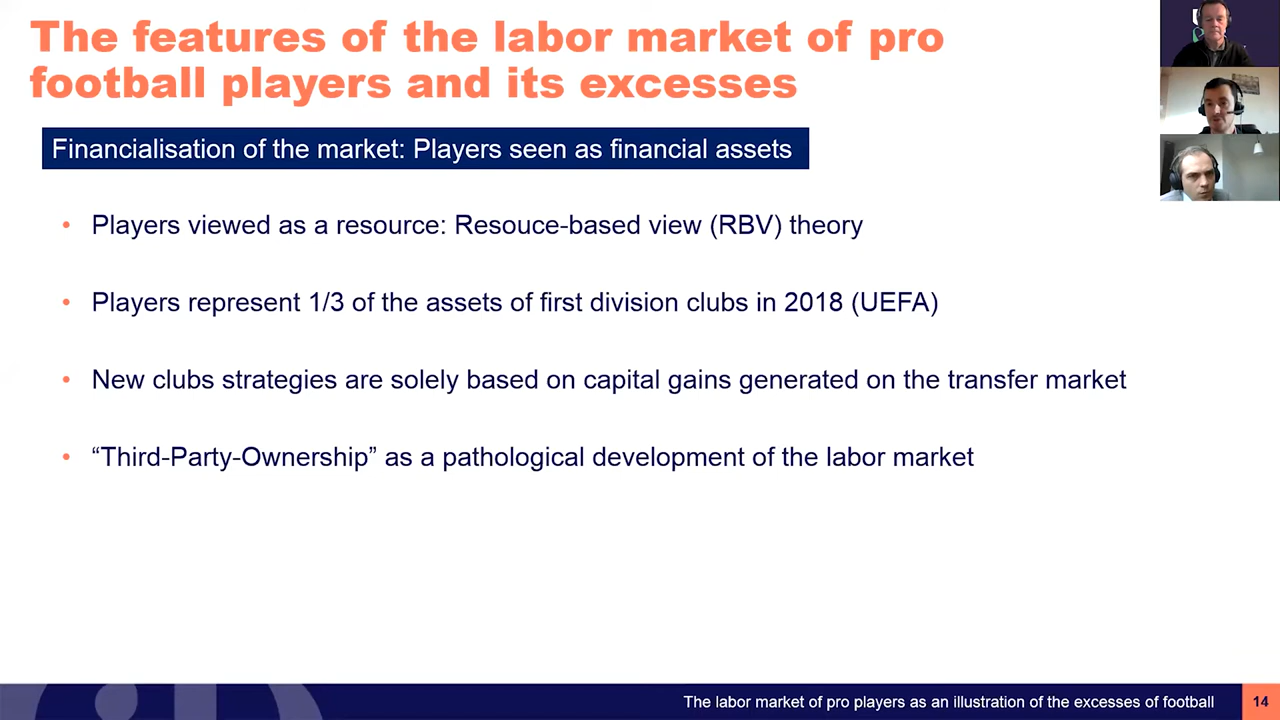 The features of the labor market of pro
football players and its excesses
Financialisation of the market: Players seen as financial assets
• Players viewed as a resource: Resouce-based view (RBV) theory
• Players represent 1/3 of the assets of first division clubs in 2018 (UEFA)
• New clubs strategies are solely based on capital gains generated on the transfer market
• “Third-Party-Ownership” as a pathological development of the labor market
The labor market of pro players as an illustration of the excesses of football 14